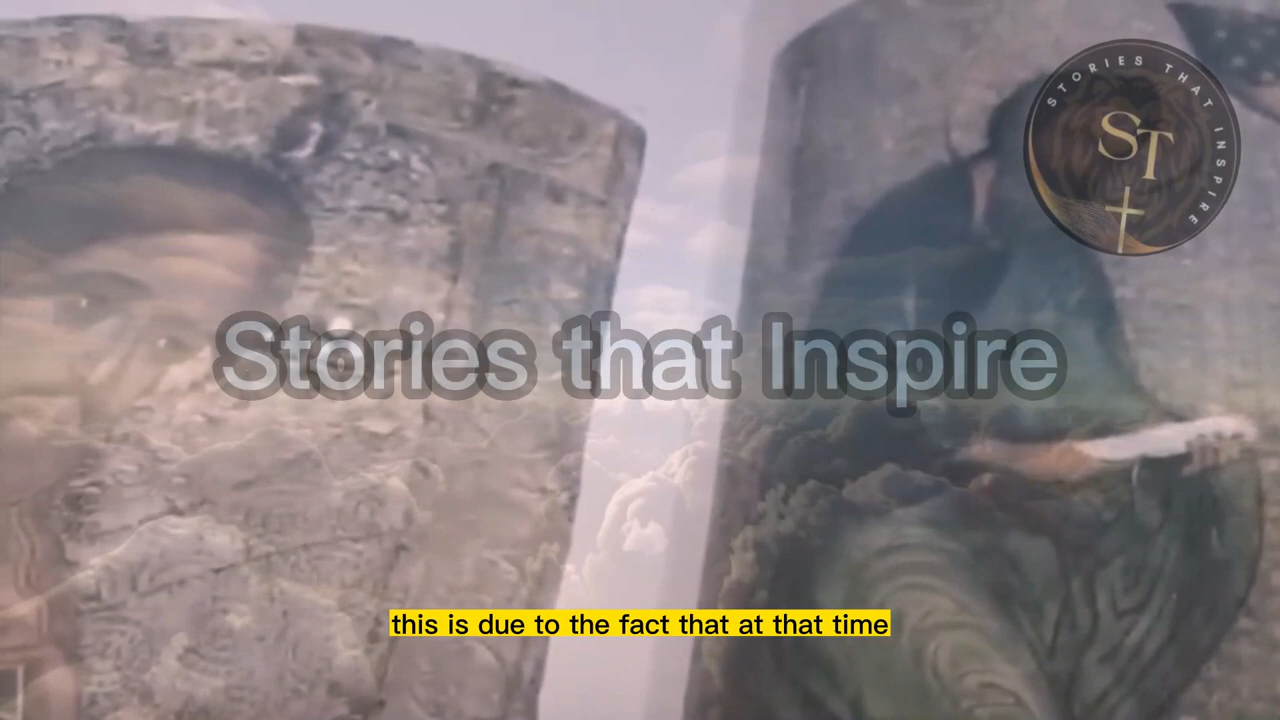 STORIES THAT INSPIRE
ST
Stories that Inspire
this is due to the fact that at that time